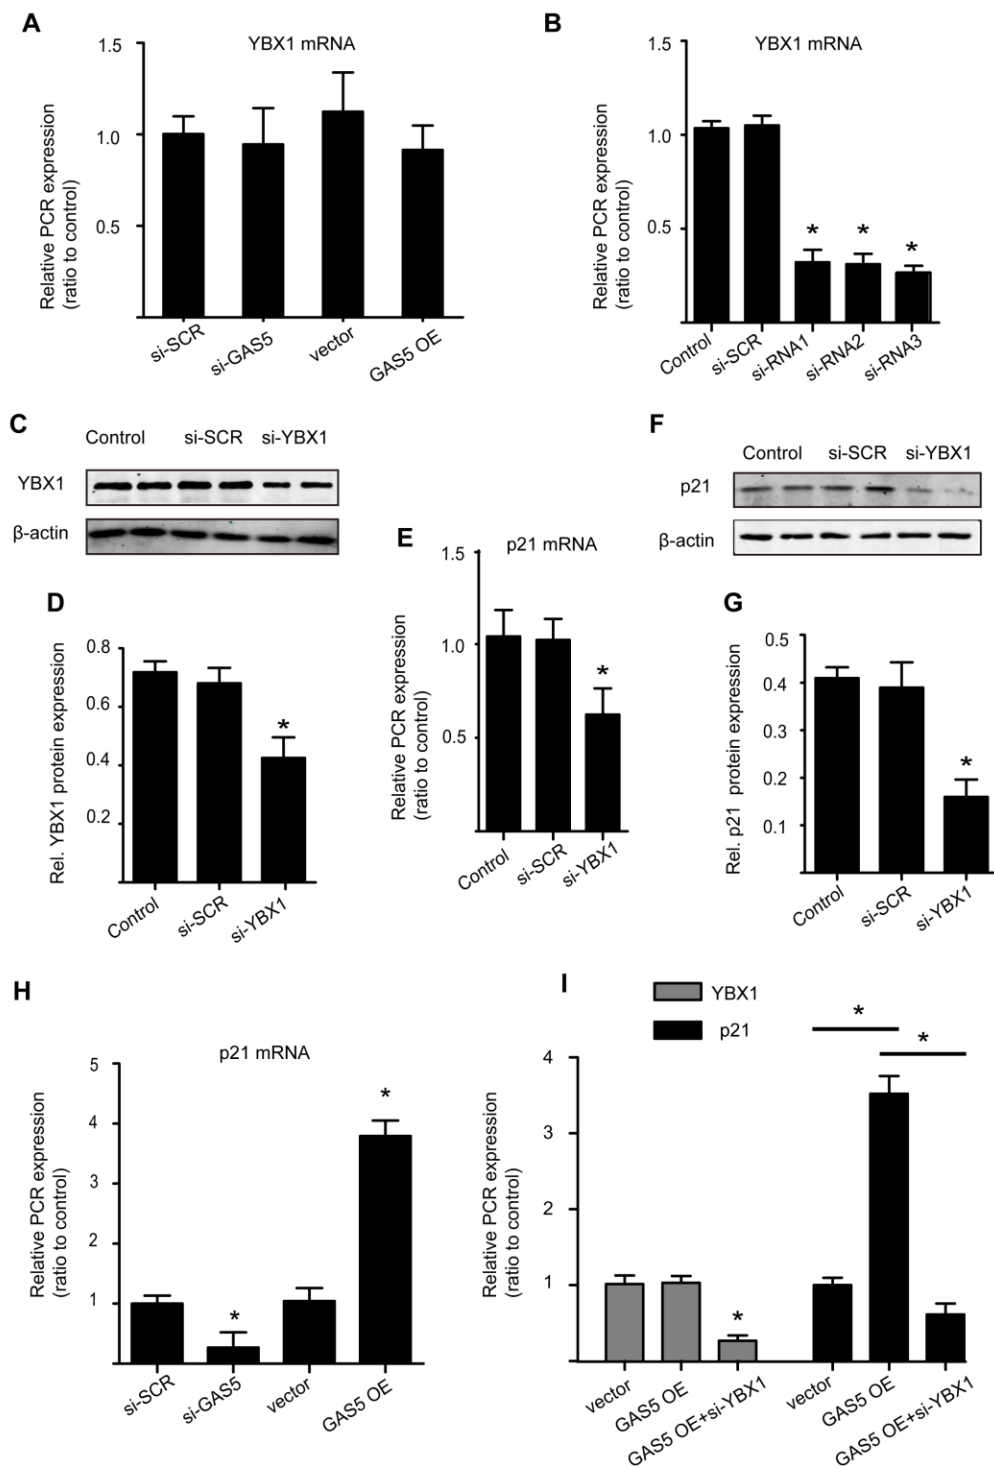 A
YBX1 mRNA
Relative PCR expression
(ratio to control)
1.5
1.0
0.5
si-SCR
si-GAS5
vector
GAS5 OE
B
YBX1 mRNA
Relative PCR expression
(ratio to control)
1.5
1.0
0.5
* * *
Control
si-SCR
si-RNA1
si-RNA2
si-RNA3
C
Control si-SCR si-YBX1
YBX1
β-actin
D
Rel. YBX1 protein expression
0.8
0.6
0.4
0.2
*
Control
si-SCR
si-YBX1
E
p21 mRNA
Relative PCR expression
(ratio to control)
1.5
1.0
0.5
*
Control
si-SCR
si-YBX1
F
Control si-SCR si-YBX1
p21
β-actin
G
Rel. p21 protein expression
0.5
0.4
0.3
0.2
0.1
*
Control
si-SCR
si-YBX1
H
p21 mRNA
Relative PCR expression
(ratio to control)
5
4
3
2
1
*
*
si-SCR
si-GAS5
vector
GAS5 OE
I
YBX1
p21
*
*
Relative PCR expression
(ratio to control)
4
3
2
1
*
vector
GAS5 OE
GAS5 OE+si-YBX1
vector
GAS5 OE
GAS5 OE+si-YBX1